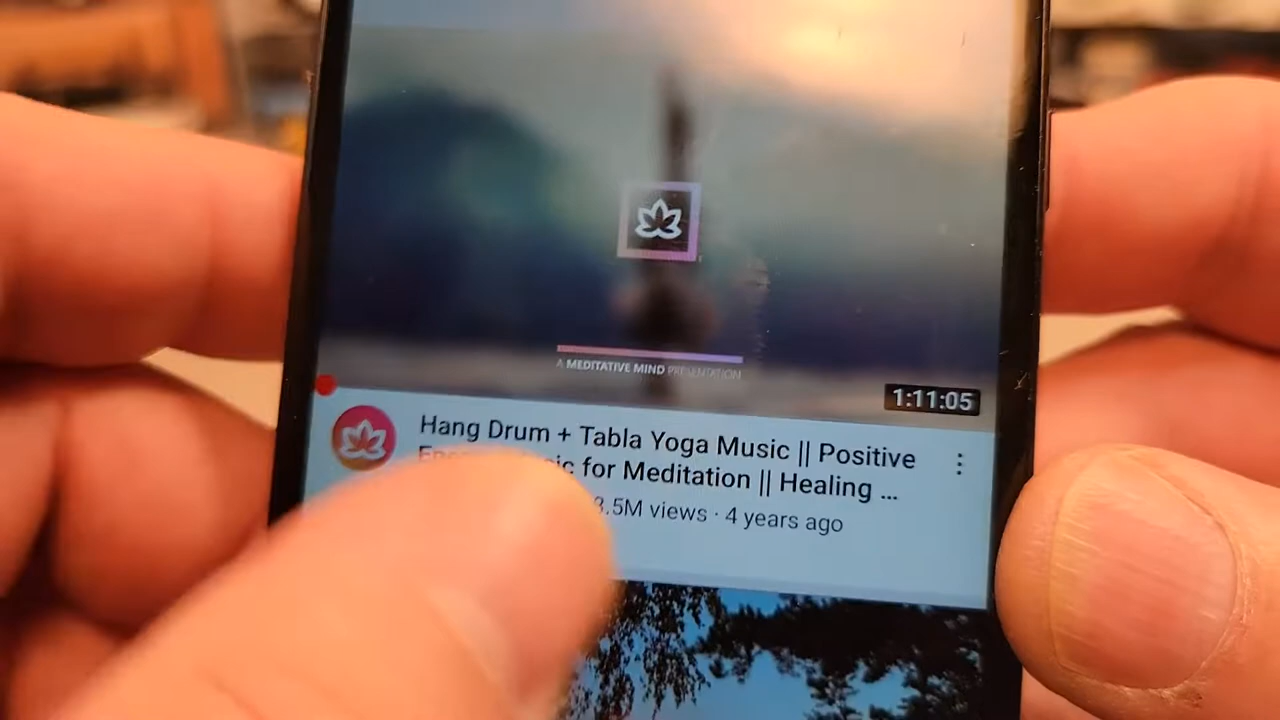 A MEDITATIVE MIND PRESENTATION
1:11:05
Hang Drum + Tabla Yoga Music || Positive
for Meditation || Healing ...
.5M views · 4 years ago